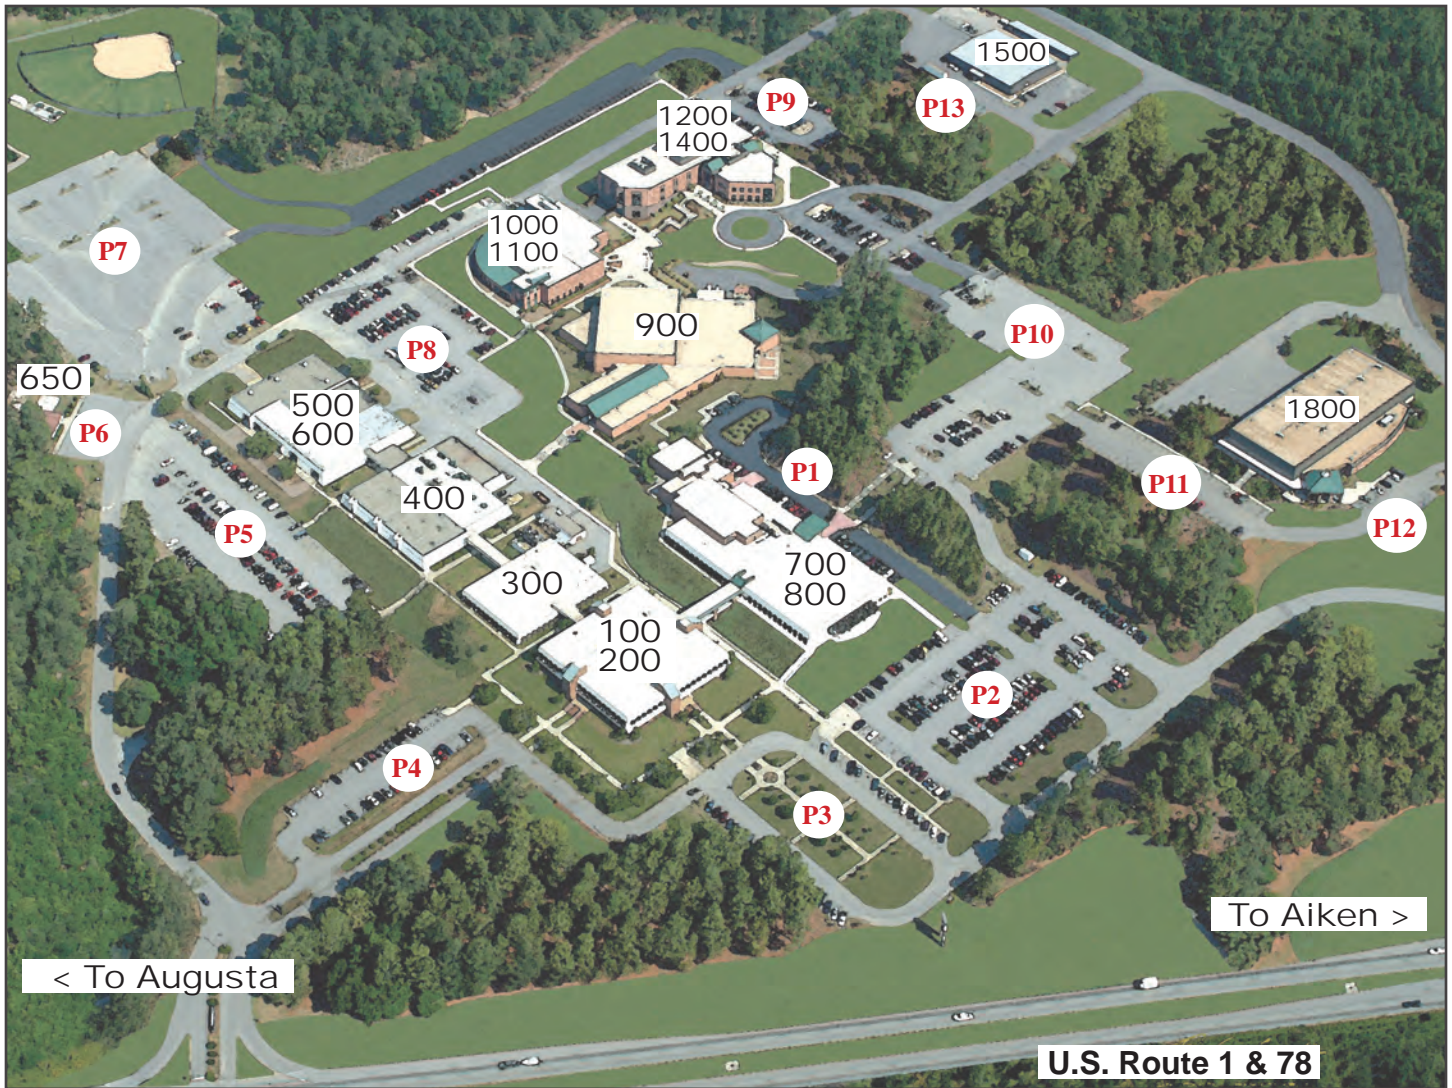 1500
P9
P13
1200
1400
1000
1100
P7
900
P8
P10
650
500
600
P6
1800
P1
400
P11
P5
P12
300
700
800
100
200
P2
P4
P3
To Aiken >
< To Augusta
U.S. Route 1 & 78